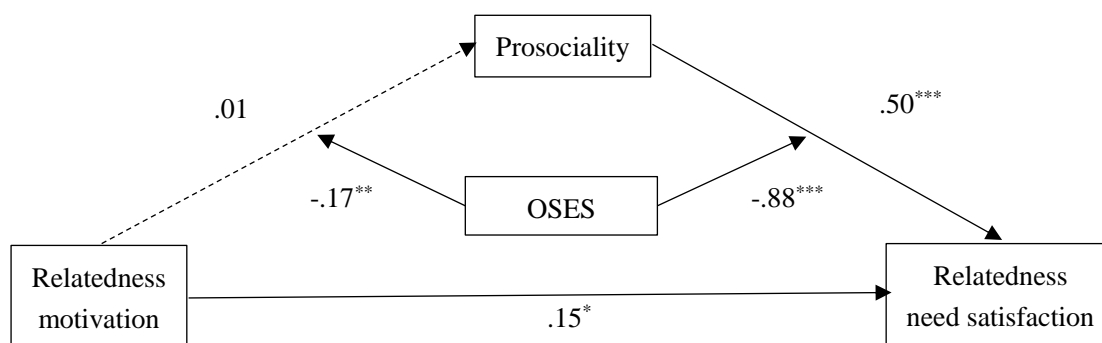 Prosociality
.01
.50***
-.17**
OSES
-.88***
Relatedness
motivation
.15*
Relatedness
need satisfaction